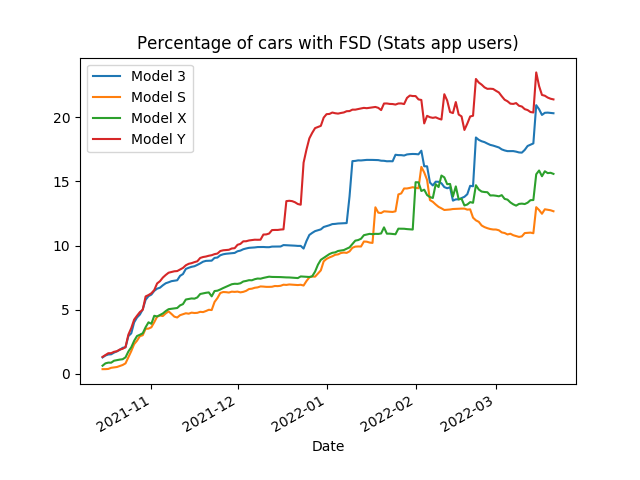 Percentage of cars with FSD (Stats app users)
Model 3
Model S
Model X
Model Y
20
15
10
5
0
2021-11
2021-12
2022-01
2022-02
2022-03
Date